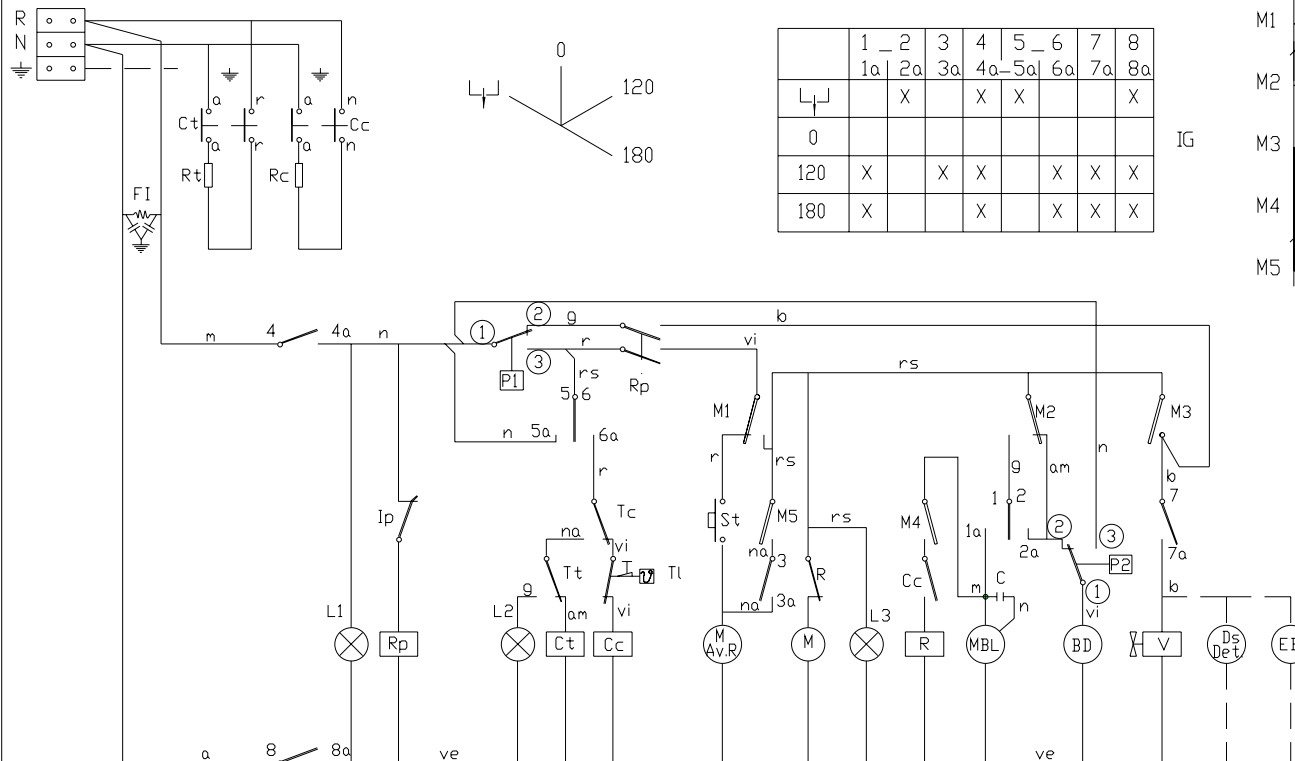 R
N
M1
M2
M3
M4
M5
0
120
180
1 _ 2 3 4 5 _ 6 7 8
1a 2a 3a 4a-5a 6a 7a 8a
X X X X
0
120 X X X X X X
180 X X X X X
IG
a r a n
Ct Cc
a r a n
Rt Rc
FI
m 4 4a n 1 2 g b
3 r vi
P1 rs Rp rs
5 6 M1 M2 M3
n 5a 6a r rs g am n b
r
Ip Tc St M5 rs M4 1 2 7
na vi na 3 1a 2a 2 3 7a
Tt T Tl R Cc m C n P2
g am vi na 3a 1 vi b
L1 L2 L3
Rp Ct Cc M Av.R M R MBL BD V Ds Det
a 8 8a ve ve